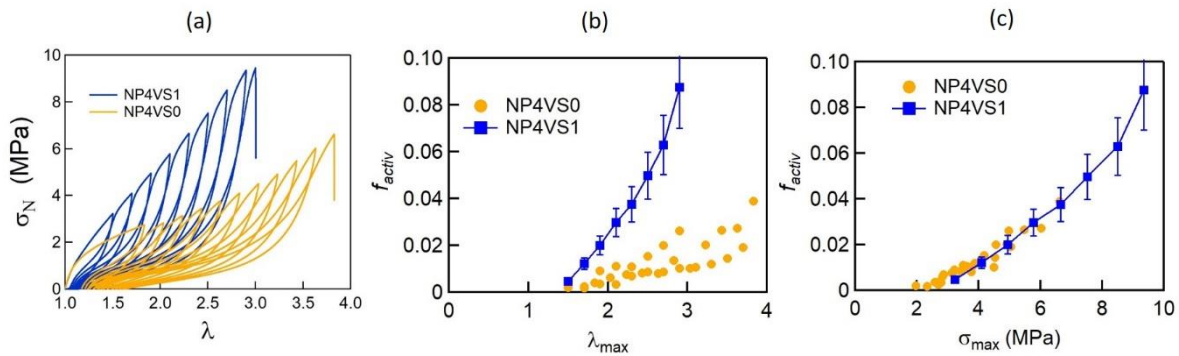 (a)
10
8
6
4
2
0
1.0 1.5 2.0 2.5 3.0 3.5 4.0
σN (MPa)
λ
NP4VS1
NP4VS0
(b)
0.10
0.08
0.06
0.04
0.02
0
0 1 2 3 4
factiv
λmax
NP4VS0
NP4VS1
(c)
0.10
0.08
0.06
0.04
0.02
0
0 2 4 6 8 10
factiv
σmax (MPa)
NP4VS0
NP4VS1